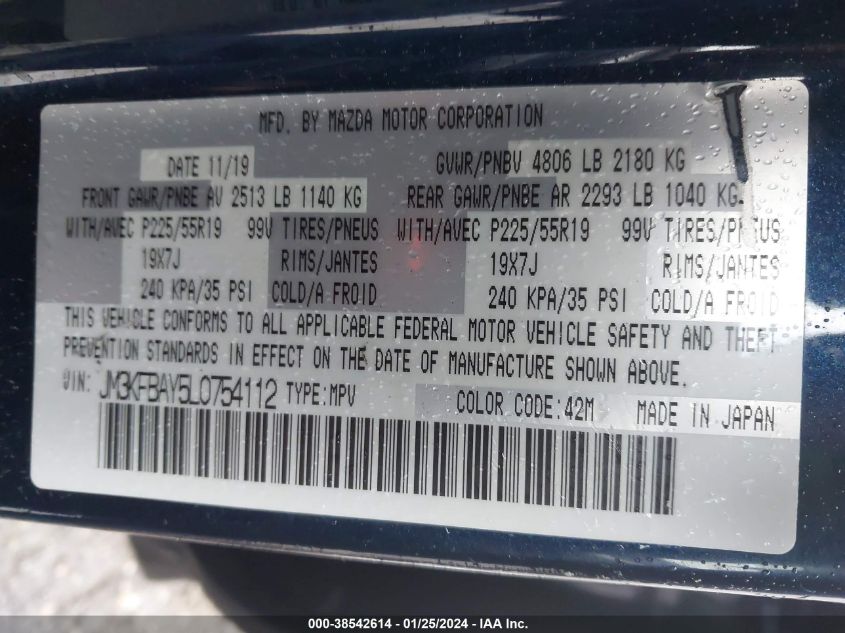 MFD. BY MAZDA MOTOR CORPORATION
DATE 11/19 GVWR/PNBV 4806 LB 2180 KG
FRONT GAWR/PNBE AV 2513 LB 1140 KG REAR GAWR/PNBE AR 2293 LB 1040 KG
WITH/AVEC P225/55R19 99V TIRES/PNEUS WITH/AVEC P225/55R19 99V TIRES/PNEUS
19X7J RIMS/JANTES 19X7J RIMS/JANTES
240 KPA/35 PSI COLD/A FROID 240 KPA/35 PSI COLD/A FROID
THIS VEHICLE CONFORMS TO ALL APPLICABLE FEDERAL MOTOR VEHICLE SAFETY AND THEFT
PREVENTION STANDARDS IN EFFECT ON THE DATE OF MANUFACTURE SHOWN ABOVE.
VIN: JM3KFBAY5L0754112 TYPE:MPV COLOR CODE:42M MADE IN JAPAN
000-38542614 - 01/25/2024 - IAA Inc.